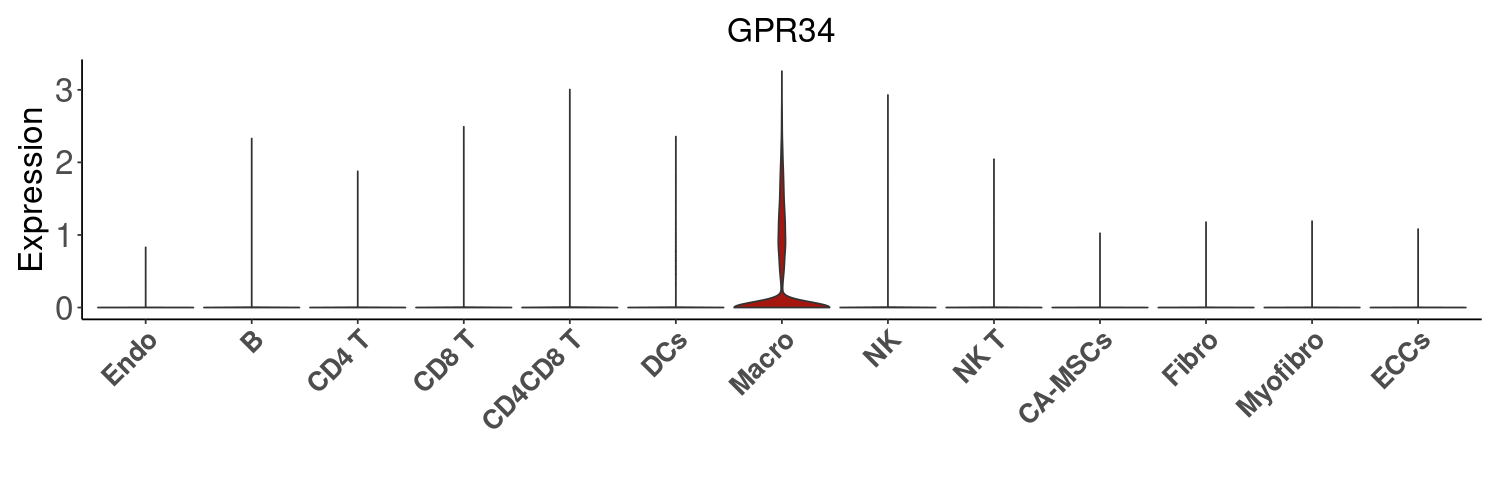 GPR34
Expression
3
2
1
0
Endo
B
CD4 T
CD8 T
CD4CD8 T
DCs
Macro
NK
NK T
CA-MSCs
Fibro
Myofibro
ECCs